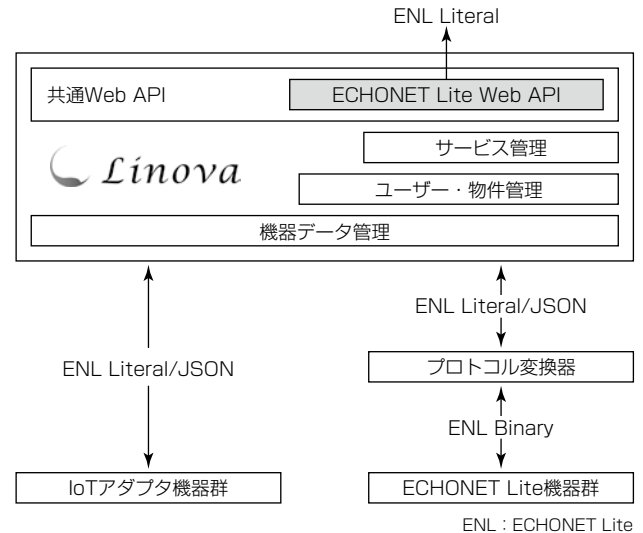 ENL Literal
共通Web API
ECHONET Lite Web API
サービス管理
Linova
ユーザー・物件管理
機器データ管理
ENL Literal/JSON
ENL Literal/JSON
プロトコル変換器
ENL Binary
IoTアダプタ機器群
ECHONET Lite機器群
ENL：ECHONET Lite